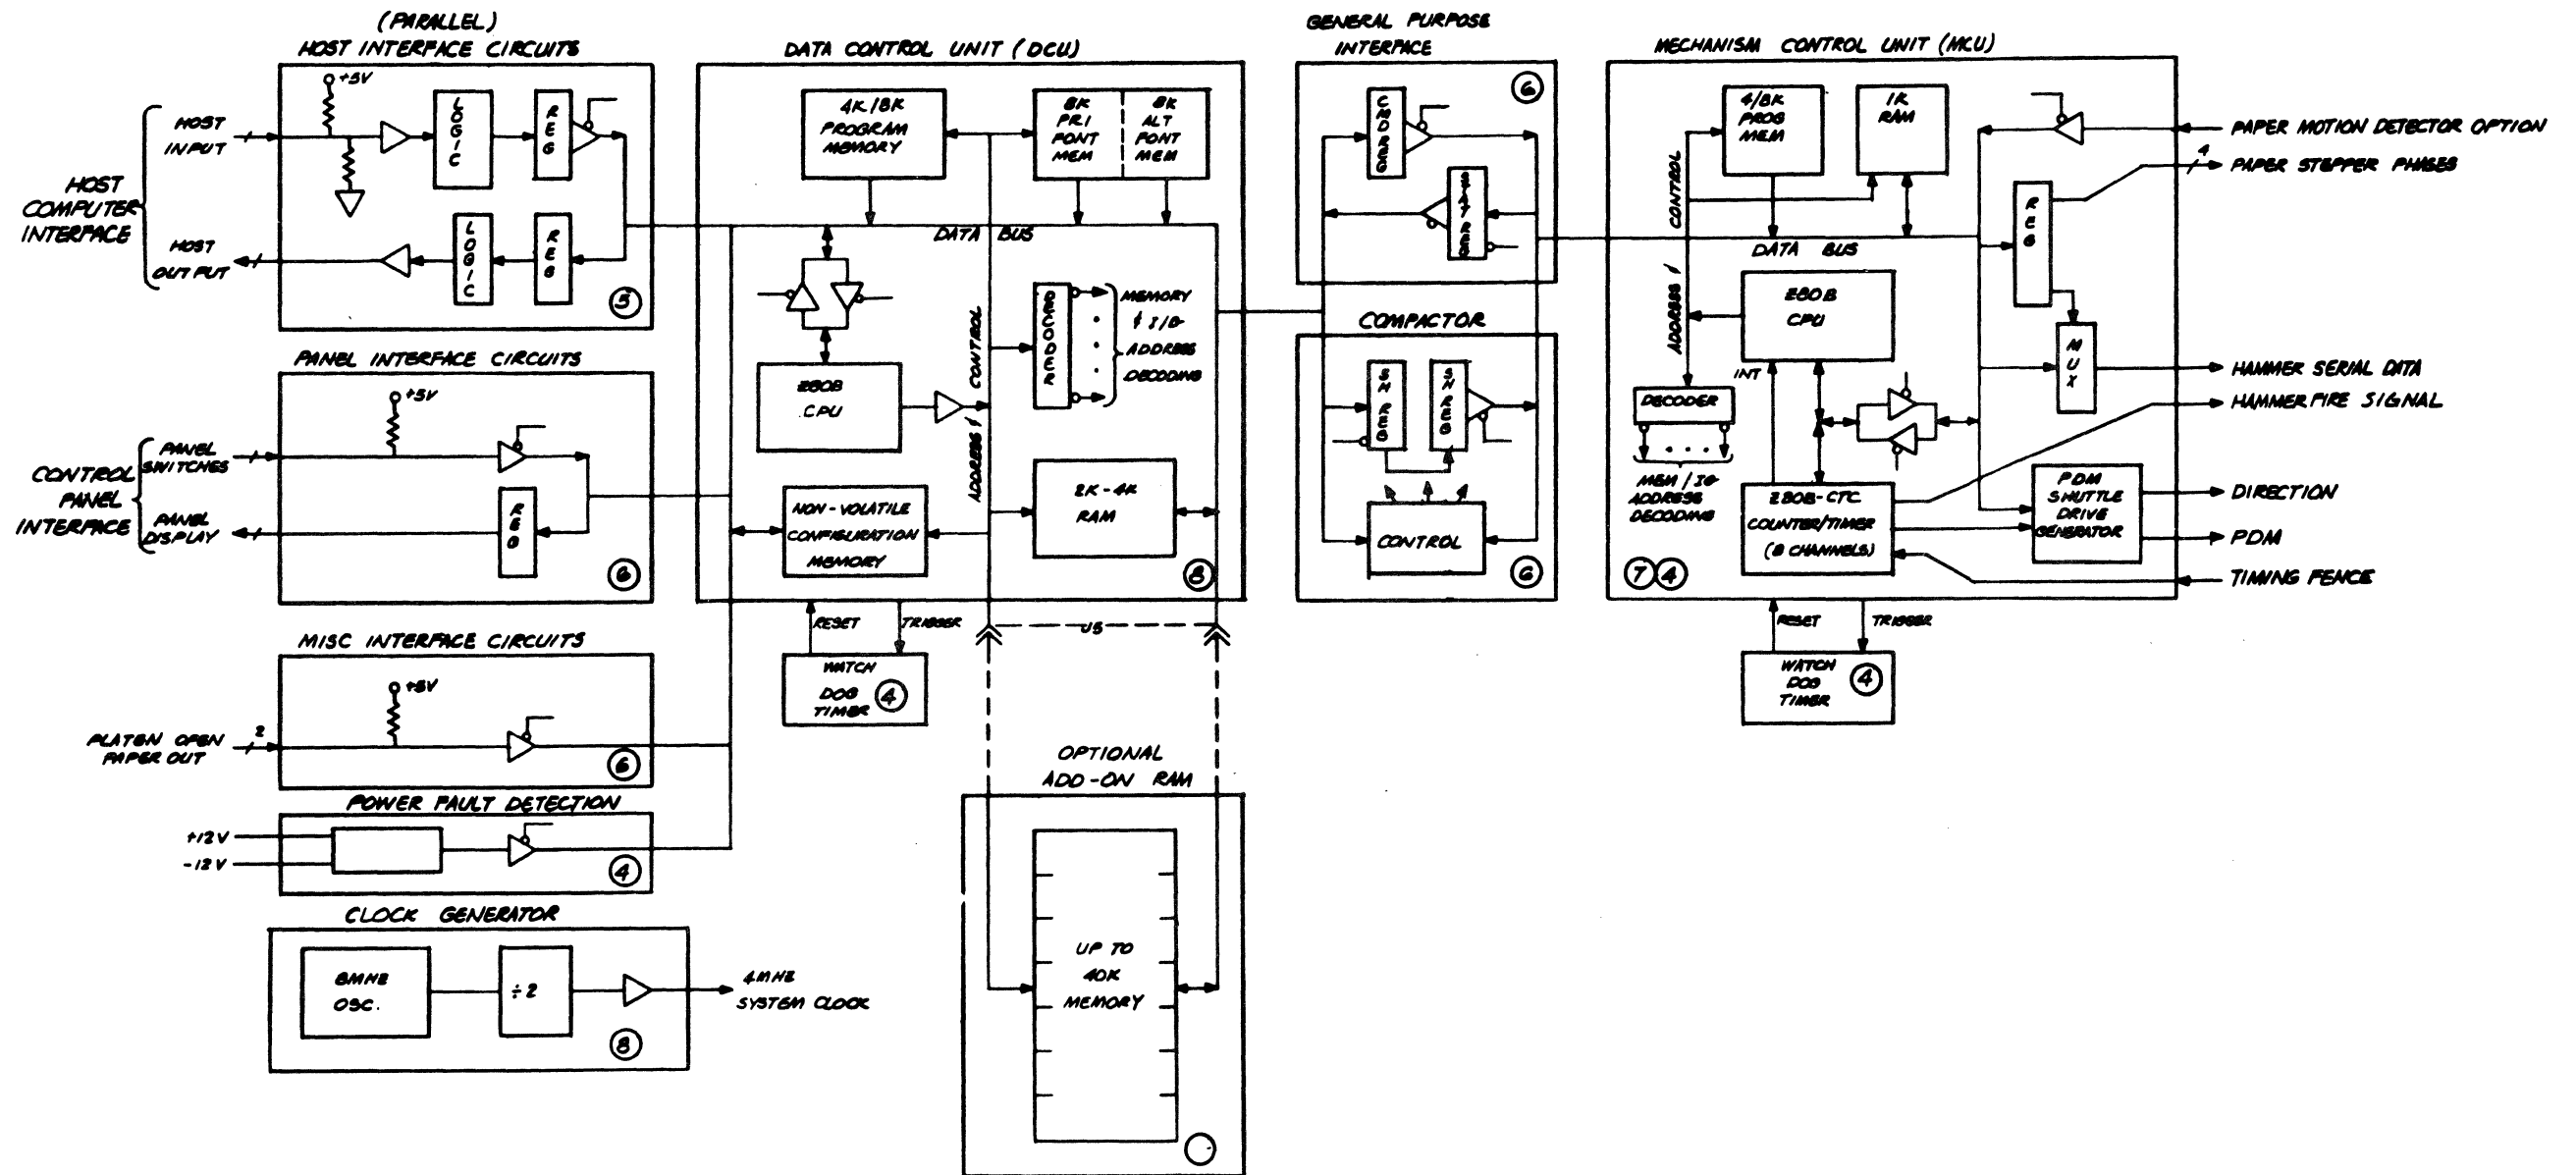 (PARALLEL)
HOST INTERFACE CIRCUITS
+5V
LOGIC
REG
HOST
INPUT
HOST
COMPUTER
INTERFACE
HOST
OUTPUT
LOGIC
REG
5
PANEL INTERFACE CIRCUITS
+5V
PANEL
SWITCHES
CONTROL
PANEL
INTERFACE
PANEL
DISPLAY
REG
6
MISC INTERFACE CIRCUITS
+5V
2
PLATEN OPEN
PAPER OUT
6
POWER FAULT DETECTION
+12V
-12V
4
CLOCK GENERATOR
8MHZ
OSC.
÷2
4MHZ
SYSTEM CLOCK
8
DATA CONTROL UNIT (DCU)
4K/8K
PROGRAM
MEMORY
8K
PRI
FONT
MEM
8K
ALT
FONT
MEM
DATA BUS
Z80B
CPU
ADDRESS & CONTROL
DECODER
MEMORY
& I/O
ADDRESS
DECODING
NON-VOLATILE
CONFIGURATION
MEMORY
2K-4K
RAM
8
RESET
TRIGGER
J5
WATCH
DOG
TIMER
4
OPTIONAL
ADD-ON RAM
UP TO
40K
MEMORY
GENERAL PURPOSE
INTERFACE
6
CMD REG
STAT REG
COMPACTOR
SH REG
SH REG
CONTROL
6
MECHANISM CONTROL UNIT (MCU)
4/8K
PROG
MEM
1K
RAM
ADDRESS & CONTROL
DATA BUS
REG
Z80B
CPU
MUX
INT
DECODER
MEM/IO
ADDRESS
DECODING
Z80B-CTC
COUNTER/TIMER
(8 CHANNELS)
PDM
SHUTTLE
DRIVE
GENERATOR
7
4
PAPER MOTION DETECTOR OPTION
4
PAPER STEPPER PHASES
HAMMER SERIAL DATA
HAMMER FIRE SIGNAL
DIRECTION
PDM
TIMING FENCE
RESET
TRIGGER
WATCH
DOG
TIMER
4